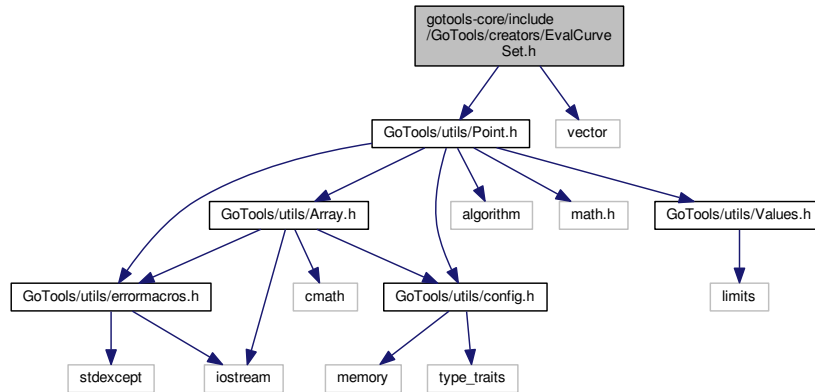 gotools-core/include
/GoTools/creators/EvalCurve
Set.h
GoTools/utils/Point.h
vector
GoTools/utils/Array.h
algorithm
math.h
GoTools/utils/Values.h
GoTools/utils/errormacros.h
cmath
GoTools/utils/config.h
limits
stdexcept
iostream
memory
type_traits